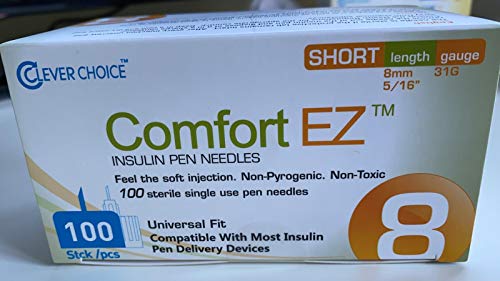 CLEVER CHOICE™
SHORT length gauge
8mm 31G
5/16"
Comfort EZ™
INSULIN PEN NEEDLES
Feel the soft injection. Non-Pyrogenic. Non-Toxic
100 sterile single use pen needles
100
Stck /pcs
Universal Fit
Compatible With Most Insulin
Pen Delivery Devices
8